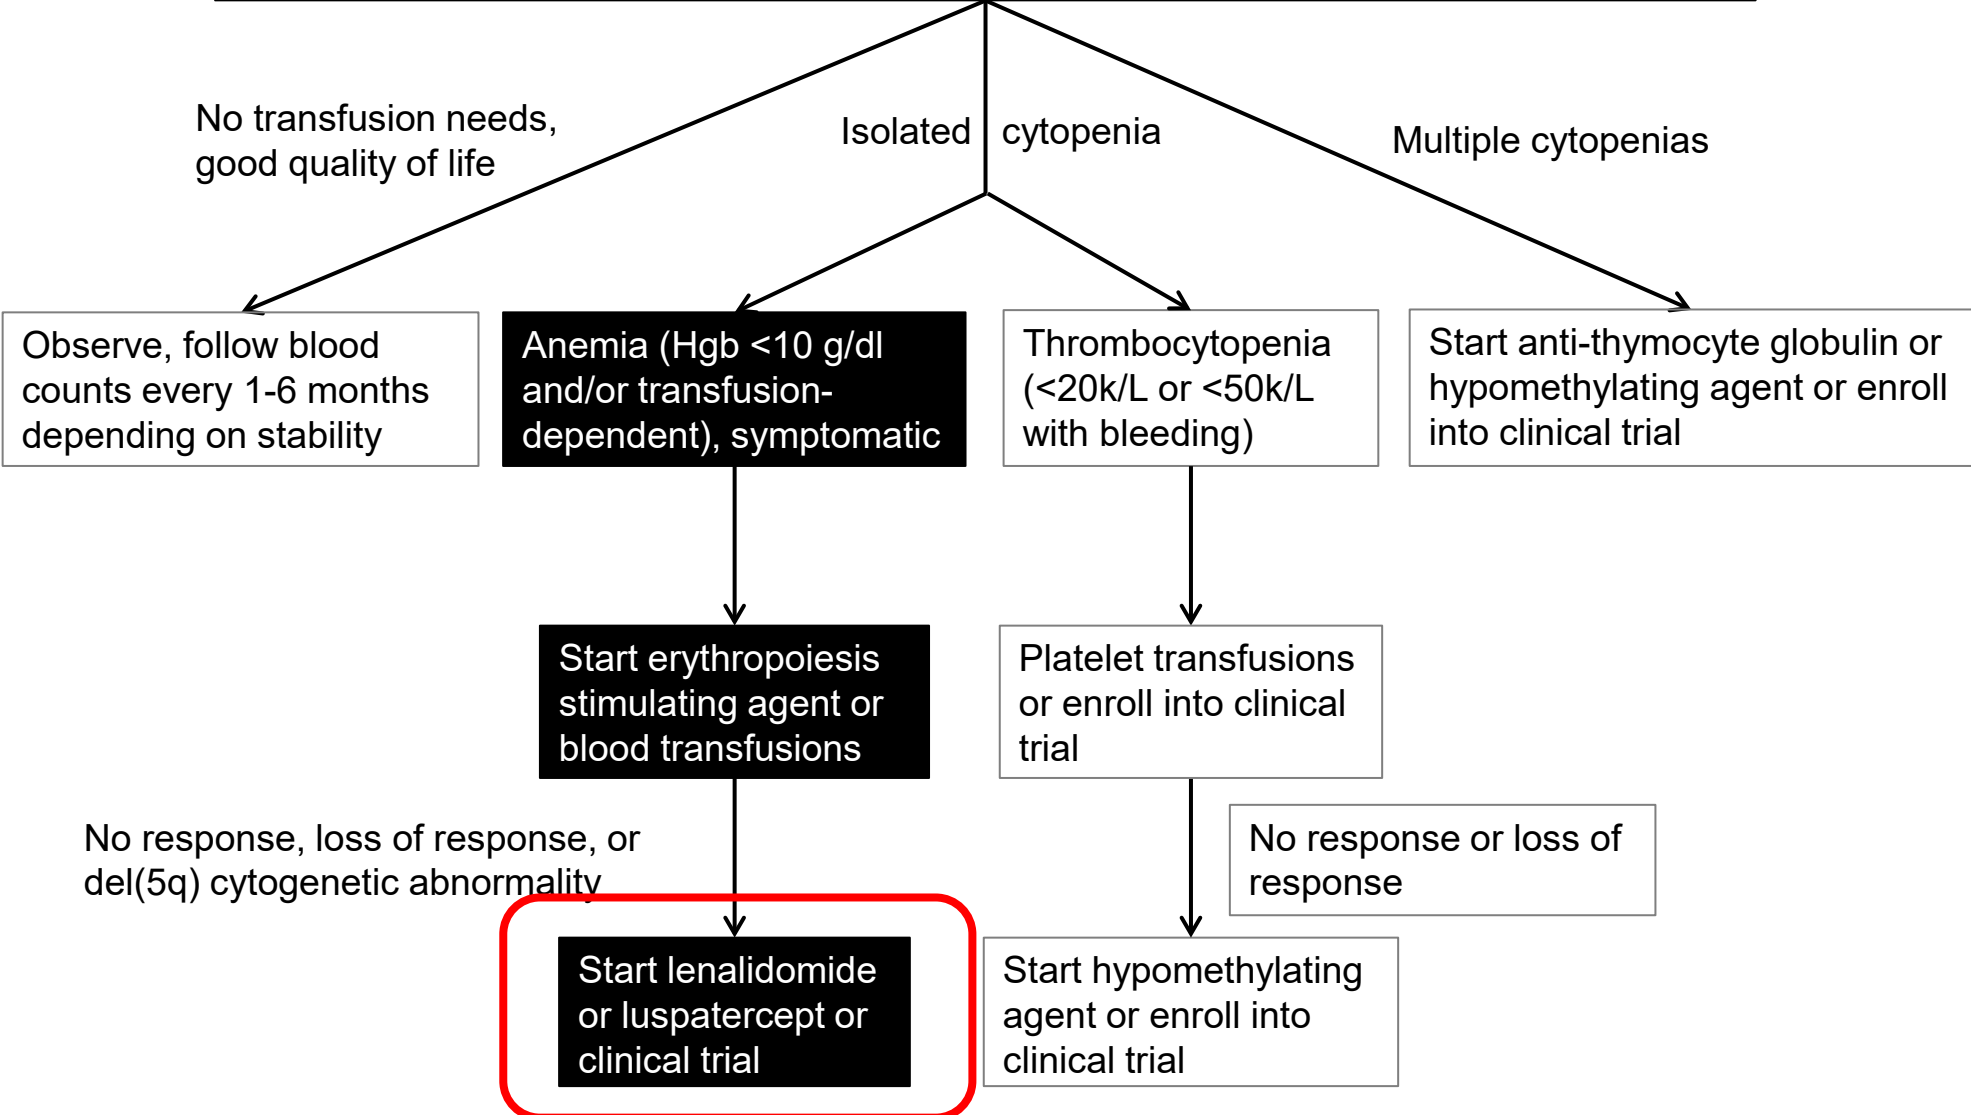 No transfusion needs,
good quality of life
Isolated cytopenia
Multiple cytopenias
Observe, follow blood
counts every 1-6 months
depending on stability
Anemia (Hgb <10 g/dl
and/or transfusion-
dependent), symptomatic
Thrombocytopenia
(<20k/L or <50k/L
with bleeding)
Start anti-thymocyte globulin or
hypomethylating agent or enroll
into clinical trial
Start erythropoiesis
stimulating agent or
blood transfusions
Platelet transfusions
or enroll into clinical
trial
No response, loss of response, or
del(5q) cytogenetic abnormality
No response or loss of
response
Start lenalidomide
or luspatercept or
clinical trial
Start hypomethylating
agent or enroll into
clinical trial